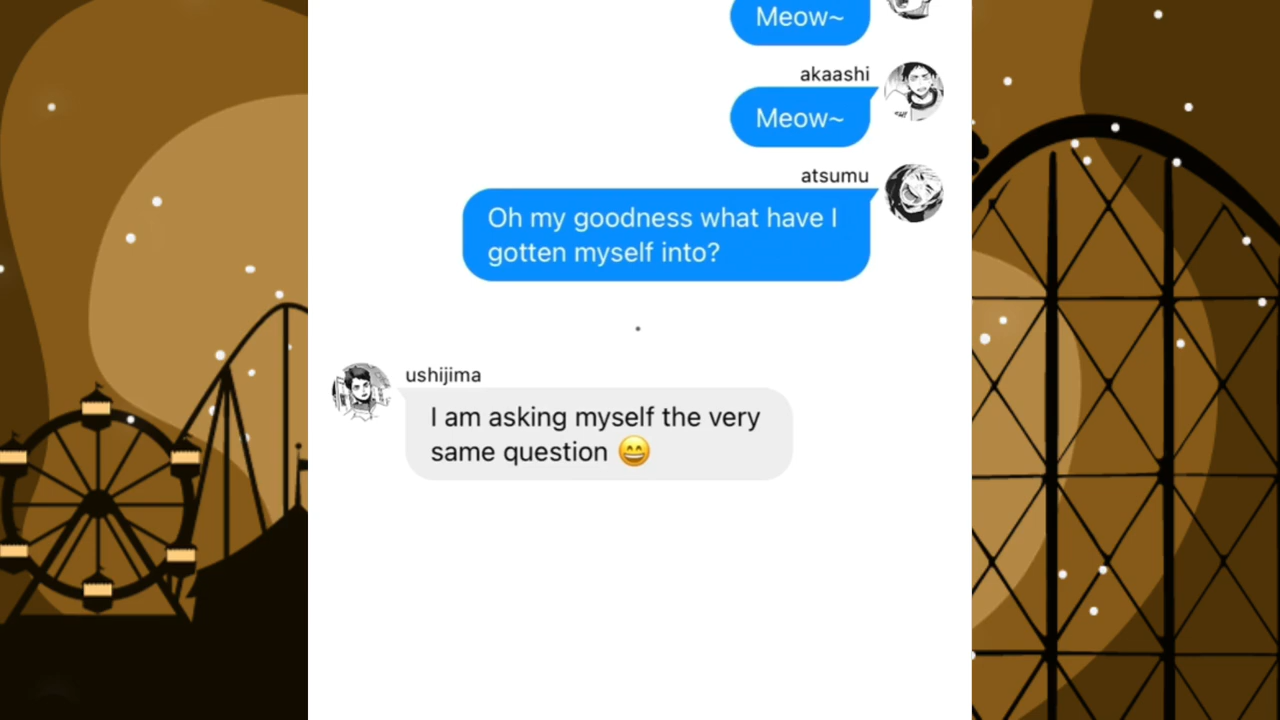 Meow~
akaashi
Meow~
atsumu
Oh my goodness what have I
gotten myself into?
ushijima
I am asking myself the very
same question 😄